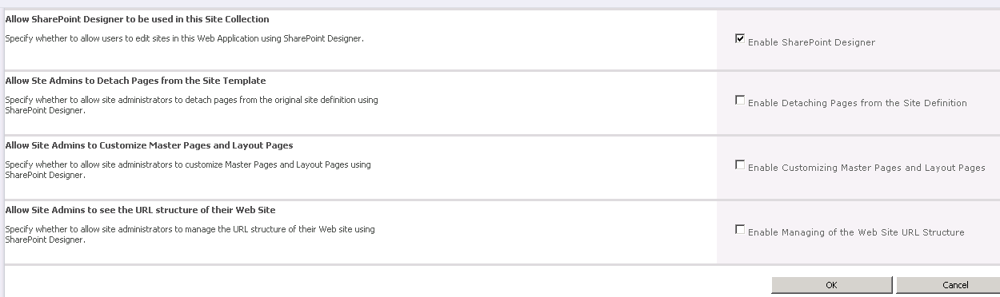 Allow SharePoint Designer to be used in this Site Collection
Specify whether to allow users to edit sites in this Web Application using SharePoint Designer.
Enable SharePoint Designer
Allow Ste Admins to Detach Pages from the Site Template
Specify whether to allow site administrators to detach pages from the original site definition using
SharePoint Designer.
Enable Detaching Pages from the Site Definition
Allow Site Admins to Customize Master Pages and Layout Pages
Specify whether to allow site administrators to customize Master Pages and Layout Pages using
SharePoint Designer.
Enable Customizing Master Pages and Layout Pages
Allow Site Admins to see the URL structure of their Web Site
Specify whether to allow site administrators to manage the URL structure of their Web site using
SharePoint Designer.
Enable Managing of the Web Site URL Structure
OK Cancel